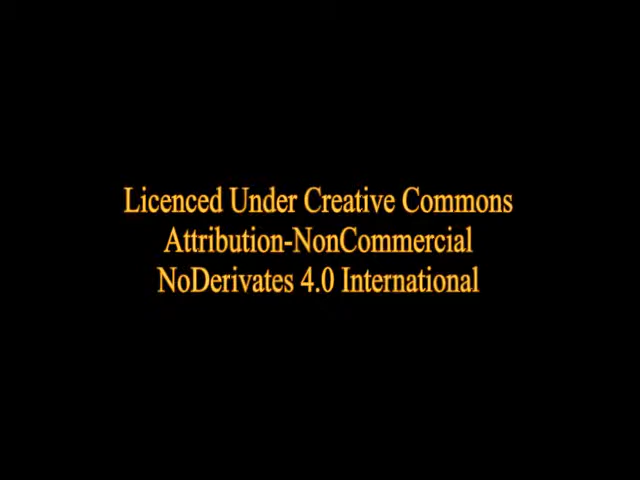 Licenced Under Creative Commons
Attribution-NonCommercial
NoDerivates 4.0 International